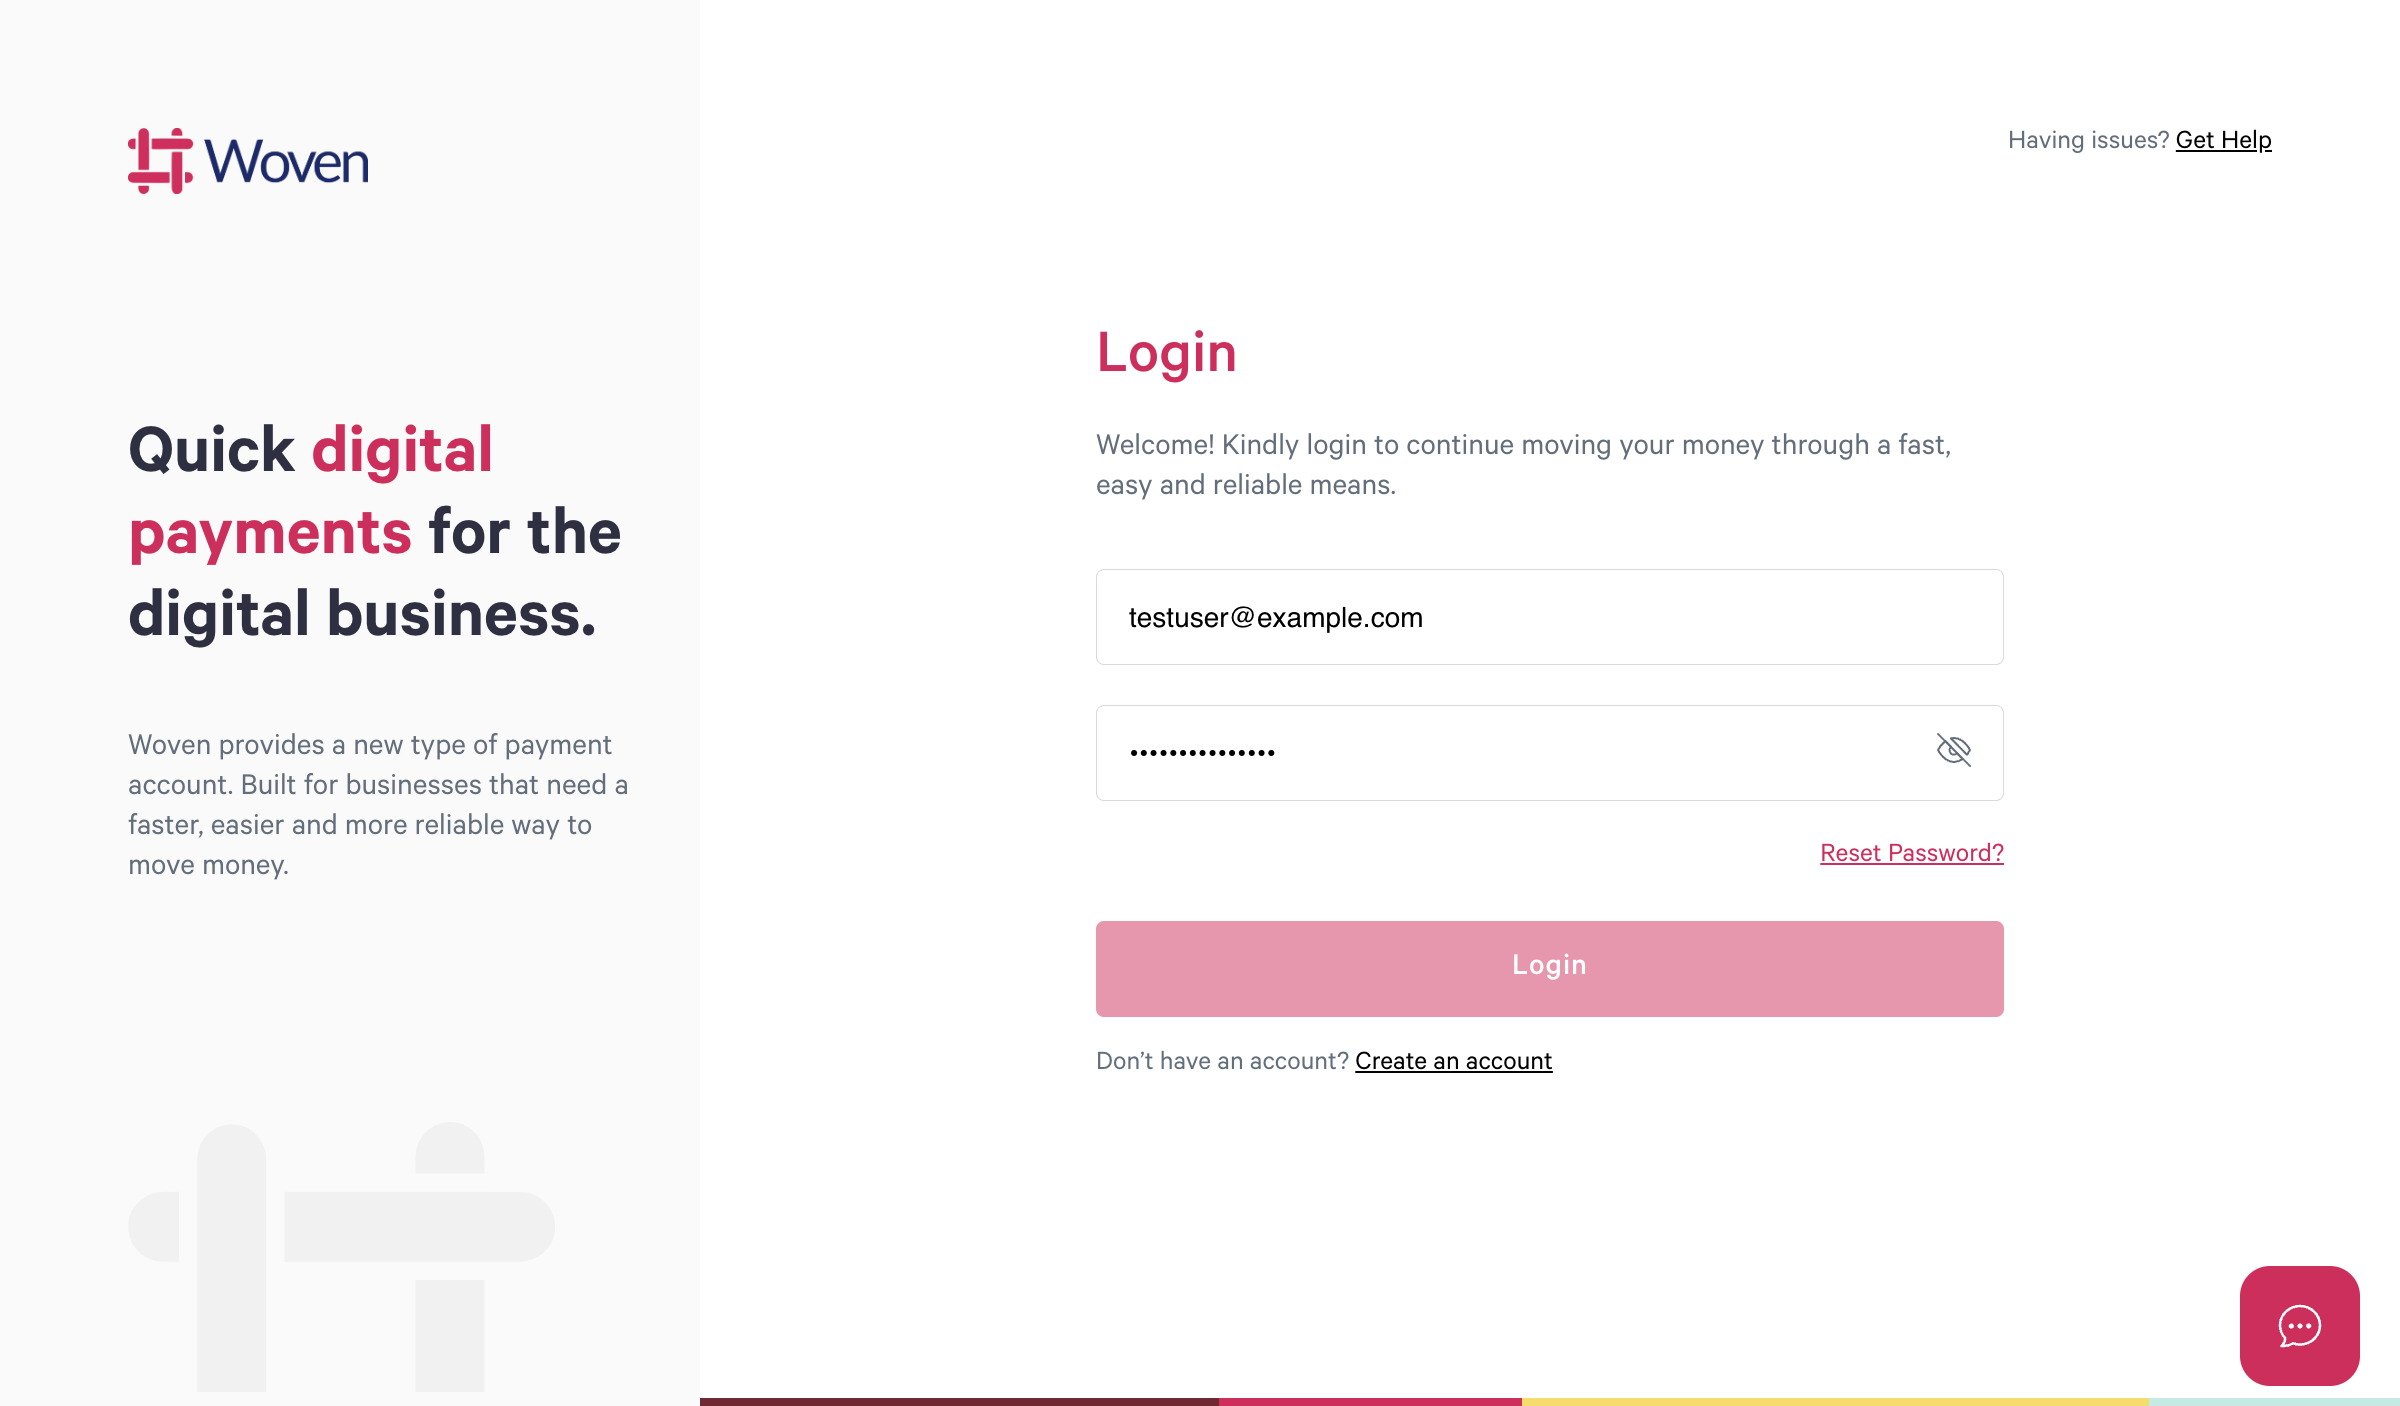 Woven
Having issues? Get Help
Quick digital
payments for the
digital business.
Woven provides a new type of payment
account. Built for businesses that need a
faster, easier and more reliable way to
move money.
Login
Welcome! Kindly login to continue moving your money through a fast,
easy and reliable means.
testuser@example.com
•••••••••••••••
Reset Password?
Login
Don’t have an account? Create an account